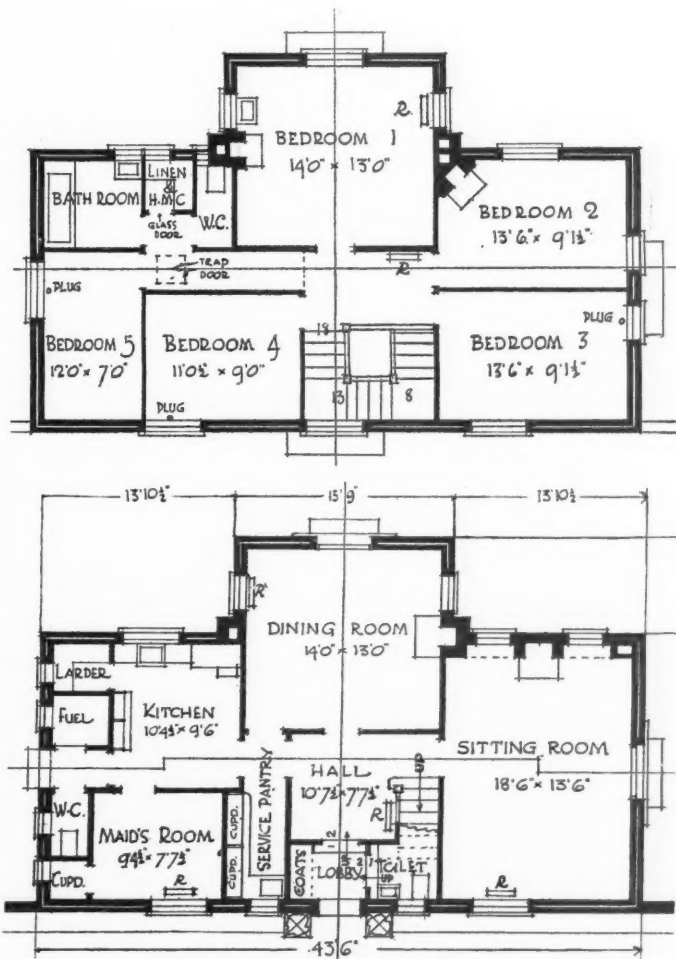 BEDROOM 1
14'0" × 13'0"
R.
LINEN
&
H.M.C
BATH ROOM
W.C.
GLASS
DOOR
BEDROOM 2
13'6" × 9'1½"
TRAP
DOOR
R
PLUG
PLUG
BEDROOM 5
12'0" × 7'0"
BEDROOM 4
11'0½" × 9'0"
18
13
8
BEDROOM 3
13'6" × 9'1½"
PLUG
13'10½"
15'9"
13'10½
R
DINING ROOM
14'0" × 13'0"
LARDER
FUEL
KITCHEN
10'4½" × 9'6"
SITTING ROOM
18'6" × 13'6"
HALL
10'7½" × 7'7½"
UP
SERVICE PANTRY
W.C.
MAID'S ROOM
9'4½" × 7'7½"
CUPD.
CUPD.
CUPD.
R
R
COATS
LOBBY
TOILET
UP
R
2
1
2
1
43'6"